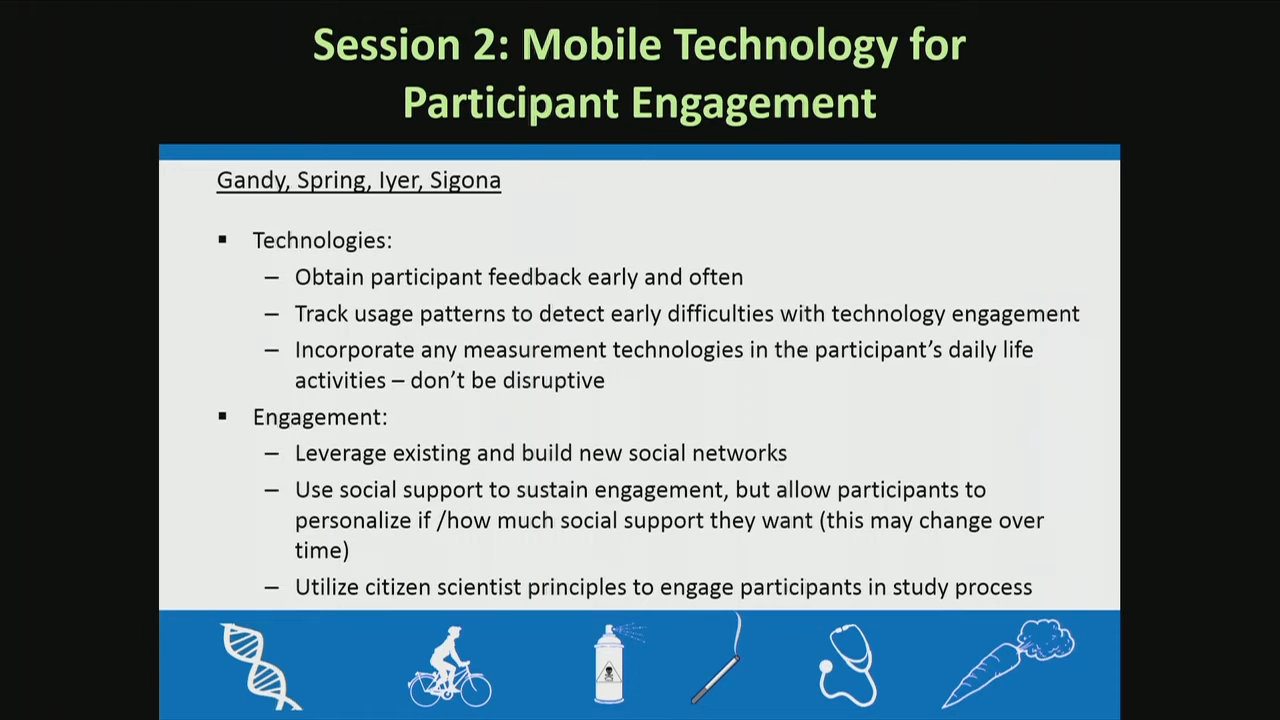 Session 2: Mobile Technology for
Participant Engagement
Gandy, Spring, Iyer, Sigona
▪ Technologies:
– Obtain participant feedback early and often
– Track usage patterns to detect early difficulties with technology engagement
– Incorporate any measurement technologies in the participant’s daily life
activities – don’t be disruptive
▪ Engagement:
– Leverage existing and build new social networks
– Use social support to sustain engagement, but allow participants to
personalize if /how much social support they want (this may change over
time)
– Utilize citizen scientist principles to engage participants in study process